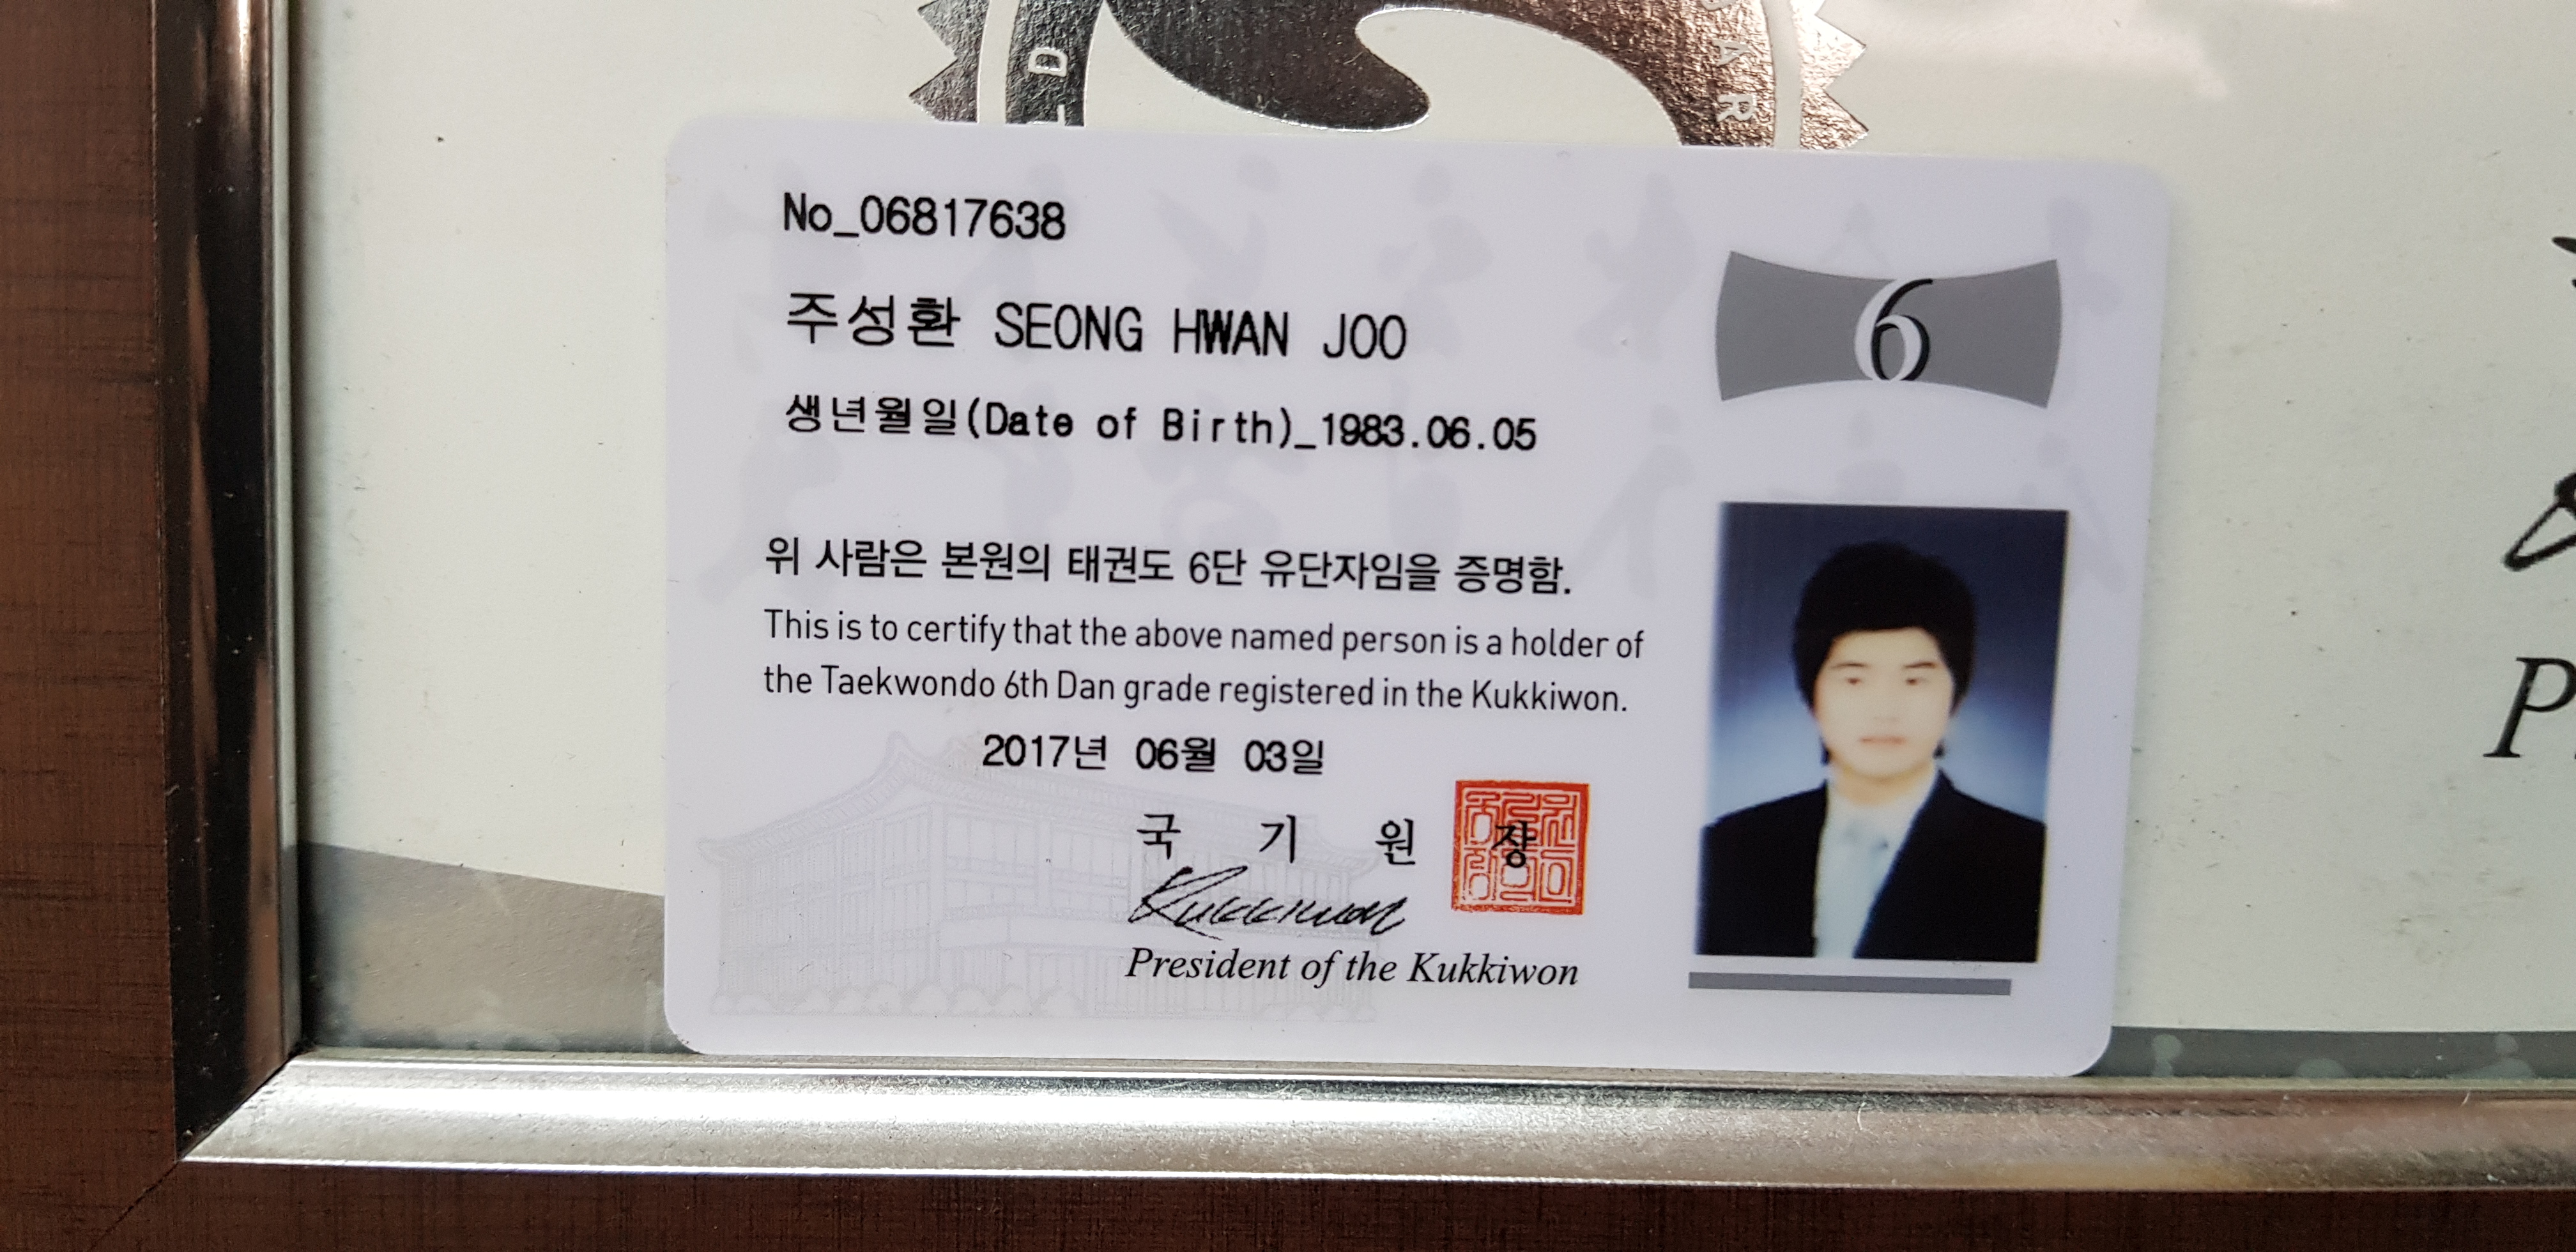 No_06817638
주성환 SEONG HWAN JOO
생년월일(Date of Birth)_1983.06.05
6
위 사람은 본원의 태권도 6단 유단자임을 증명함.
This is to certify that the above named person is a holder of
the Taekwondo 6th Dan grade registered in the Kukkiwon.
2017년 06월 03일
국 기 원 장
Kukkiwon
President of the Kukkiwon